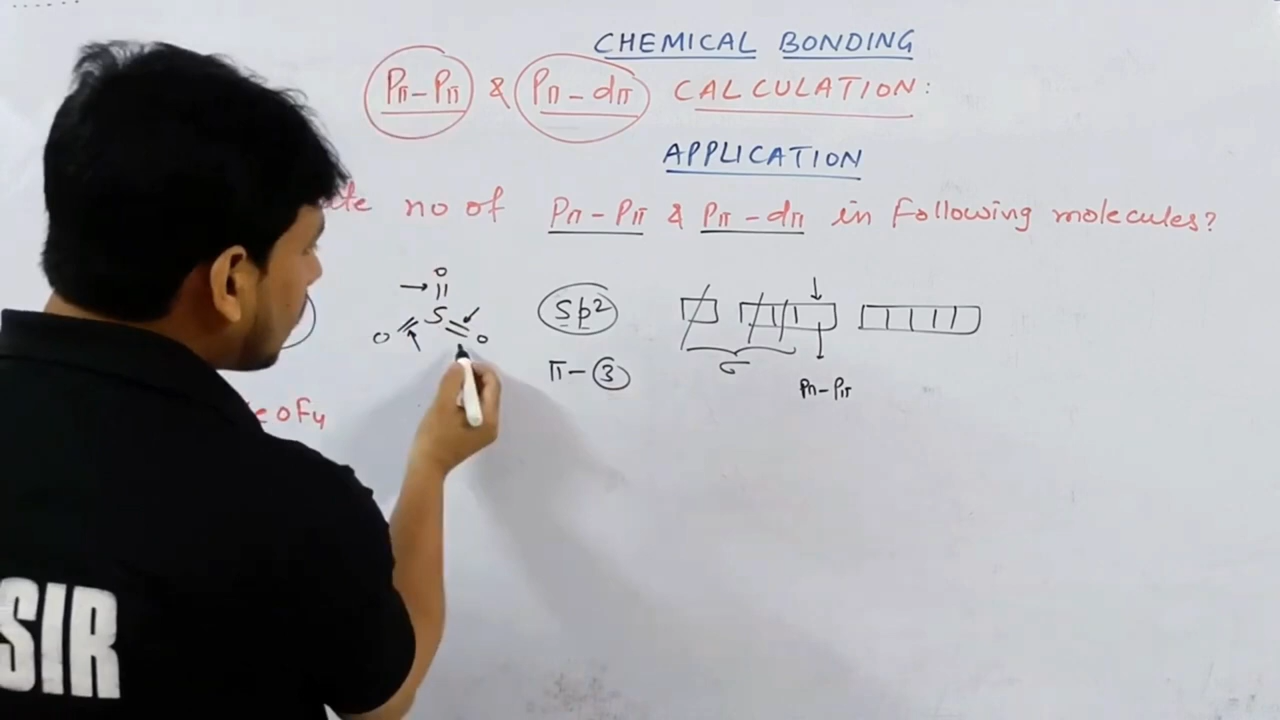 CHEMICAL BONDING
Pπ-Pπ & Pπ-dπ CALCULATION:
APPLICATION
no of Pπ-Pπ & Pπ-dπ in Following molecules?
O
S
O O
Sp²
π-3
σ
Pπ-Pπ
OF4
SIR